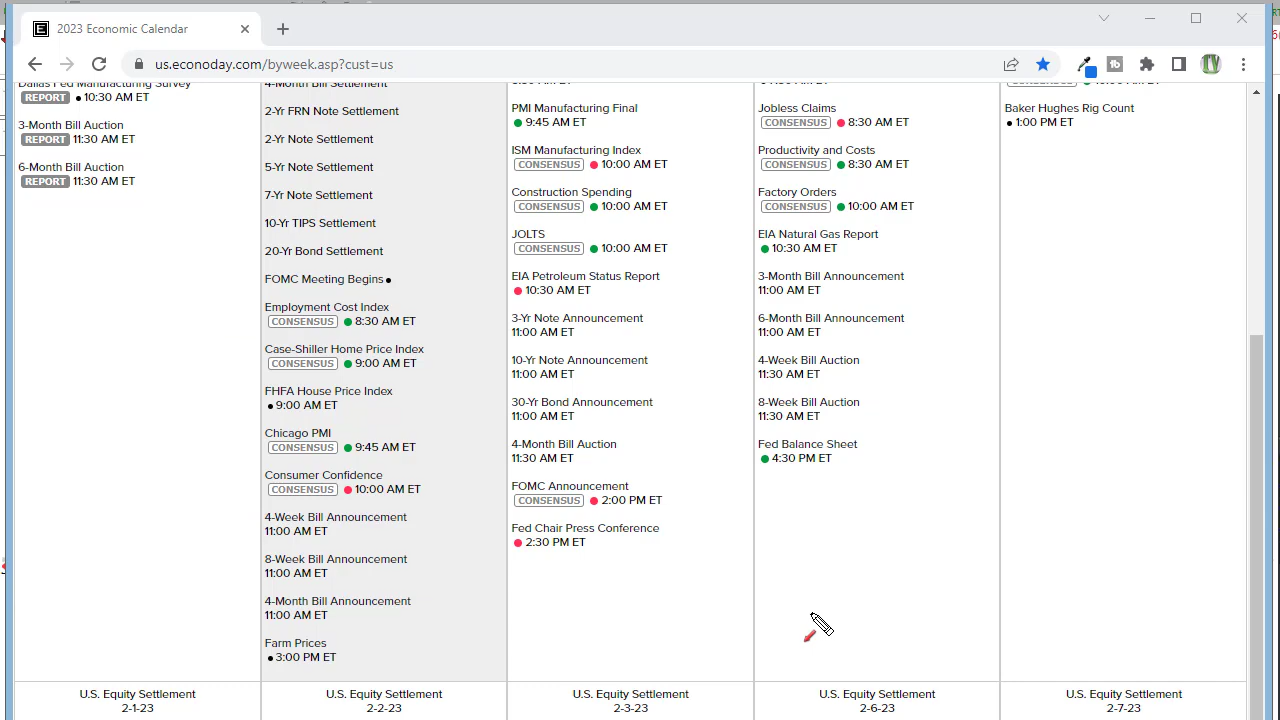 2023 Economic Calendar
us.econoday.com/byweek.asp?cust=us
Dallas Fed Manufacturing Survey
REPORT 10:30 AM ET
3-Month Bill Auction
REPORT 11:30 AM ET
6-Month Bill Auction
REPORT 11:30 AM ET
4-Month Bill Settlement
2-Yr FRN Note Settlement
2-Yr Note Settlement
5-Yr Note Settlement
7-Yr Note Settlement
10-Yr TIPS Settlement
20-Yr Bond Settlement
FOMC Meeting Begins
Employment Cost Index
CONSENSUS 8:30 AM ET
Case-Shiller Home Price Index
CONSENSUS 9:00 AM ET
FHFA House Price Index
9:00 AM ET
Chicago PMI
CONSENSUS 9:45 AM ET
Consumer Confidence
CONSENSUS 10:00 AM ET
4-Week Bill Announcement
11:00 AM ET
8-Week Bill Announcement
11:00 AM ET
4-Month Bill Announcement
11:00 AM ET
Farm Prices
3:00 PM ET
PMI Manufacturing Final
9:45 AM ET
ISM Manufacturing Index
CONSENSUS 10:00 AM ET
Construction Spending
CONSENSUS 10:00 AM ET
JOLTS
CONSENSUS 10:00 AM ET
EIA Petroleum Status Report
10:30 AM ET
3-Yr Note Announcement
11:00 AM ET
10-Yr Note Announcement
11:00 AM ET
30-Yr Bond Announcement
11:00 AM ET
4-Month Bill Auction
11:30 AM ET
FOMC Announcement
CONSENSUS 2:00 PM ET
Fed Chair Press Conference
2:30 PM ET
Jobless Claims
CONSENSUS 8:30 AM ET
Productivity and Costs
CONSENSUS 8:30 AM ET
Factory Orders
CONSENSUS 10:00 AM ET
EIA Natural Gas Report
10:30 AM ET
3-Month Bill Announcement
11:00 AM ET
6-Month Bill Announcement
11:00 AM ET
4-Week Bill Auction
11:30 AM ET
8-Week Bill Auction
11:30 AM ET
Fed Balance Sheet
4:30 PM ET
Baker Hughes Rig Count
1:00 PM ET
U.S. Equity Settlement
2-1-23
U.S. Equity Settlement
2-2-23
U.S. Equity Settlement
2-3-23
U.S. Equity Settlement
2-6-23
U.S. Equity Settlement
2-7-23